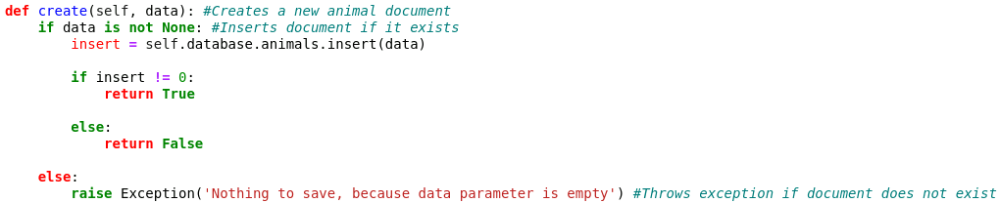 def create(self, data): #Creates a new animal document
    if data is not None: #Inserts document if it exists
        insert = self.database.animals.insert(data)
        if insert != 0:
            return True
        else:
            return False
    else:
        raise Exception('Nothing to save, because data parameter is empty') #Throws exception if document does not exist